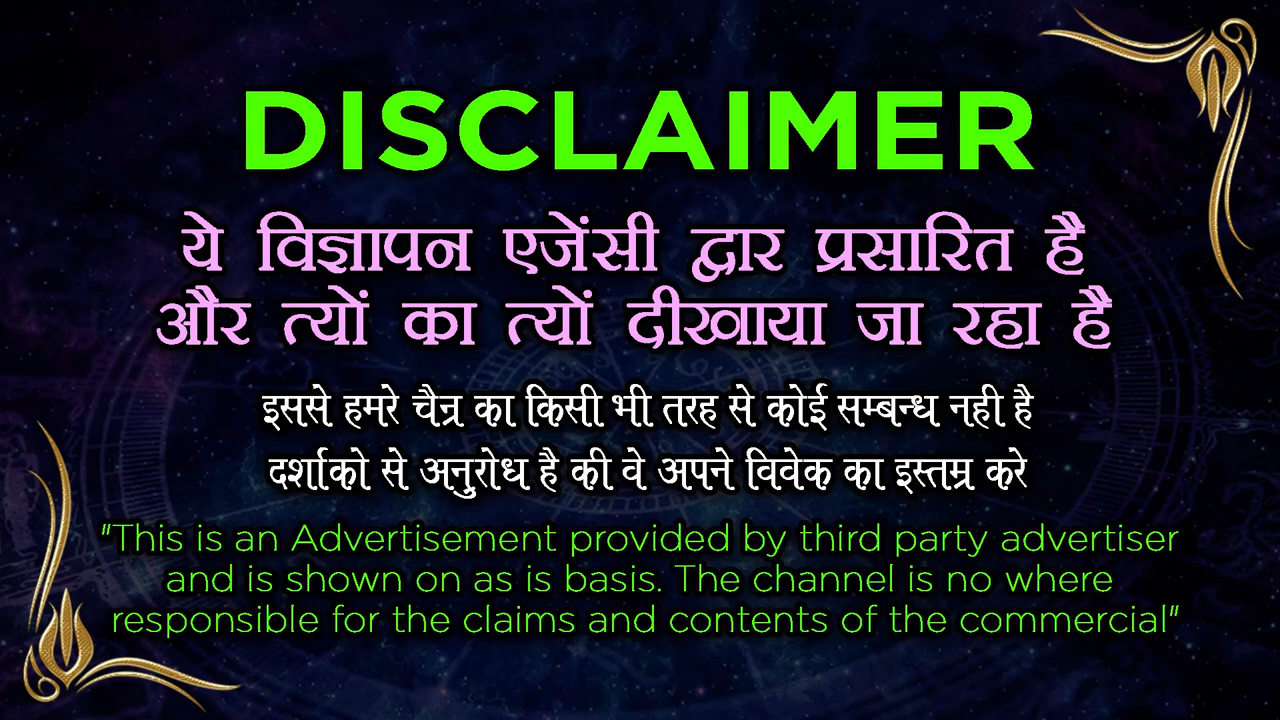 DISCLAIMER
ये विज्ञापन एजेंसी द्वार प्रसारित है
और त्यों का त्यों दीखाया जा रहा है
इससे हमरे चैन्र का किसी भी तरह से कोई सम्बन्ध नही है
दर्शाको से अनुरोध है की वे अपने विवेक का इस्तम्र करे
"This is an Advertisement provided by third party advertiser
and is shown on as is basis. The channel is no where
responsible for the claims and contents of the commercial"